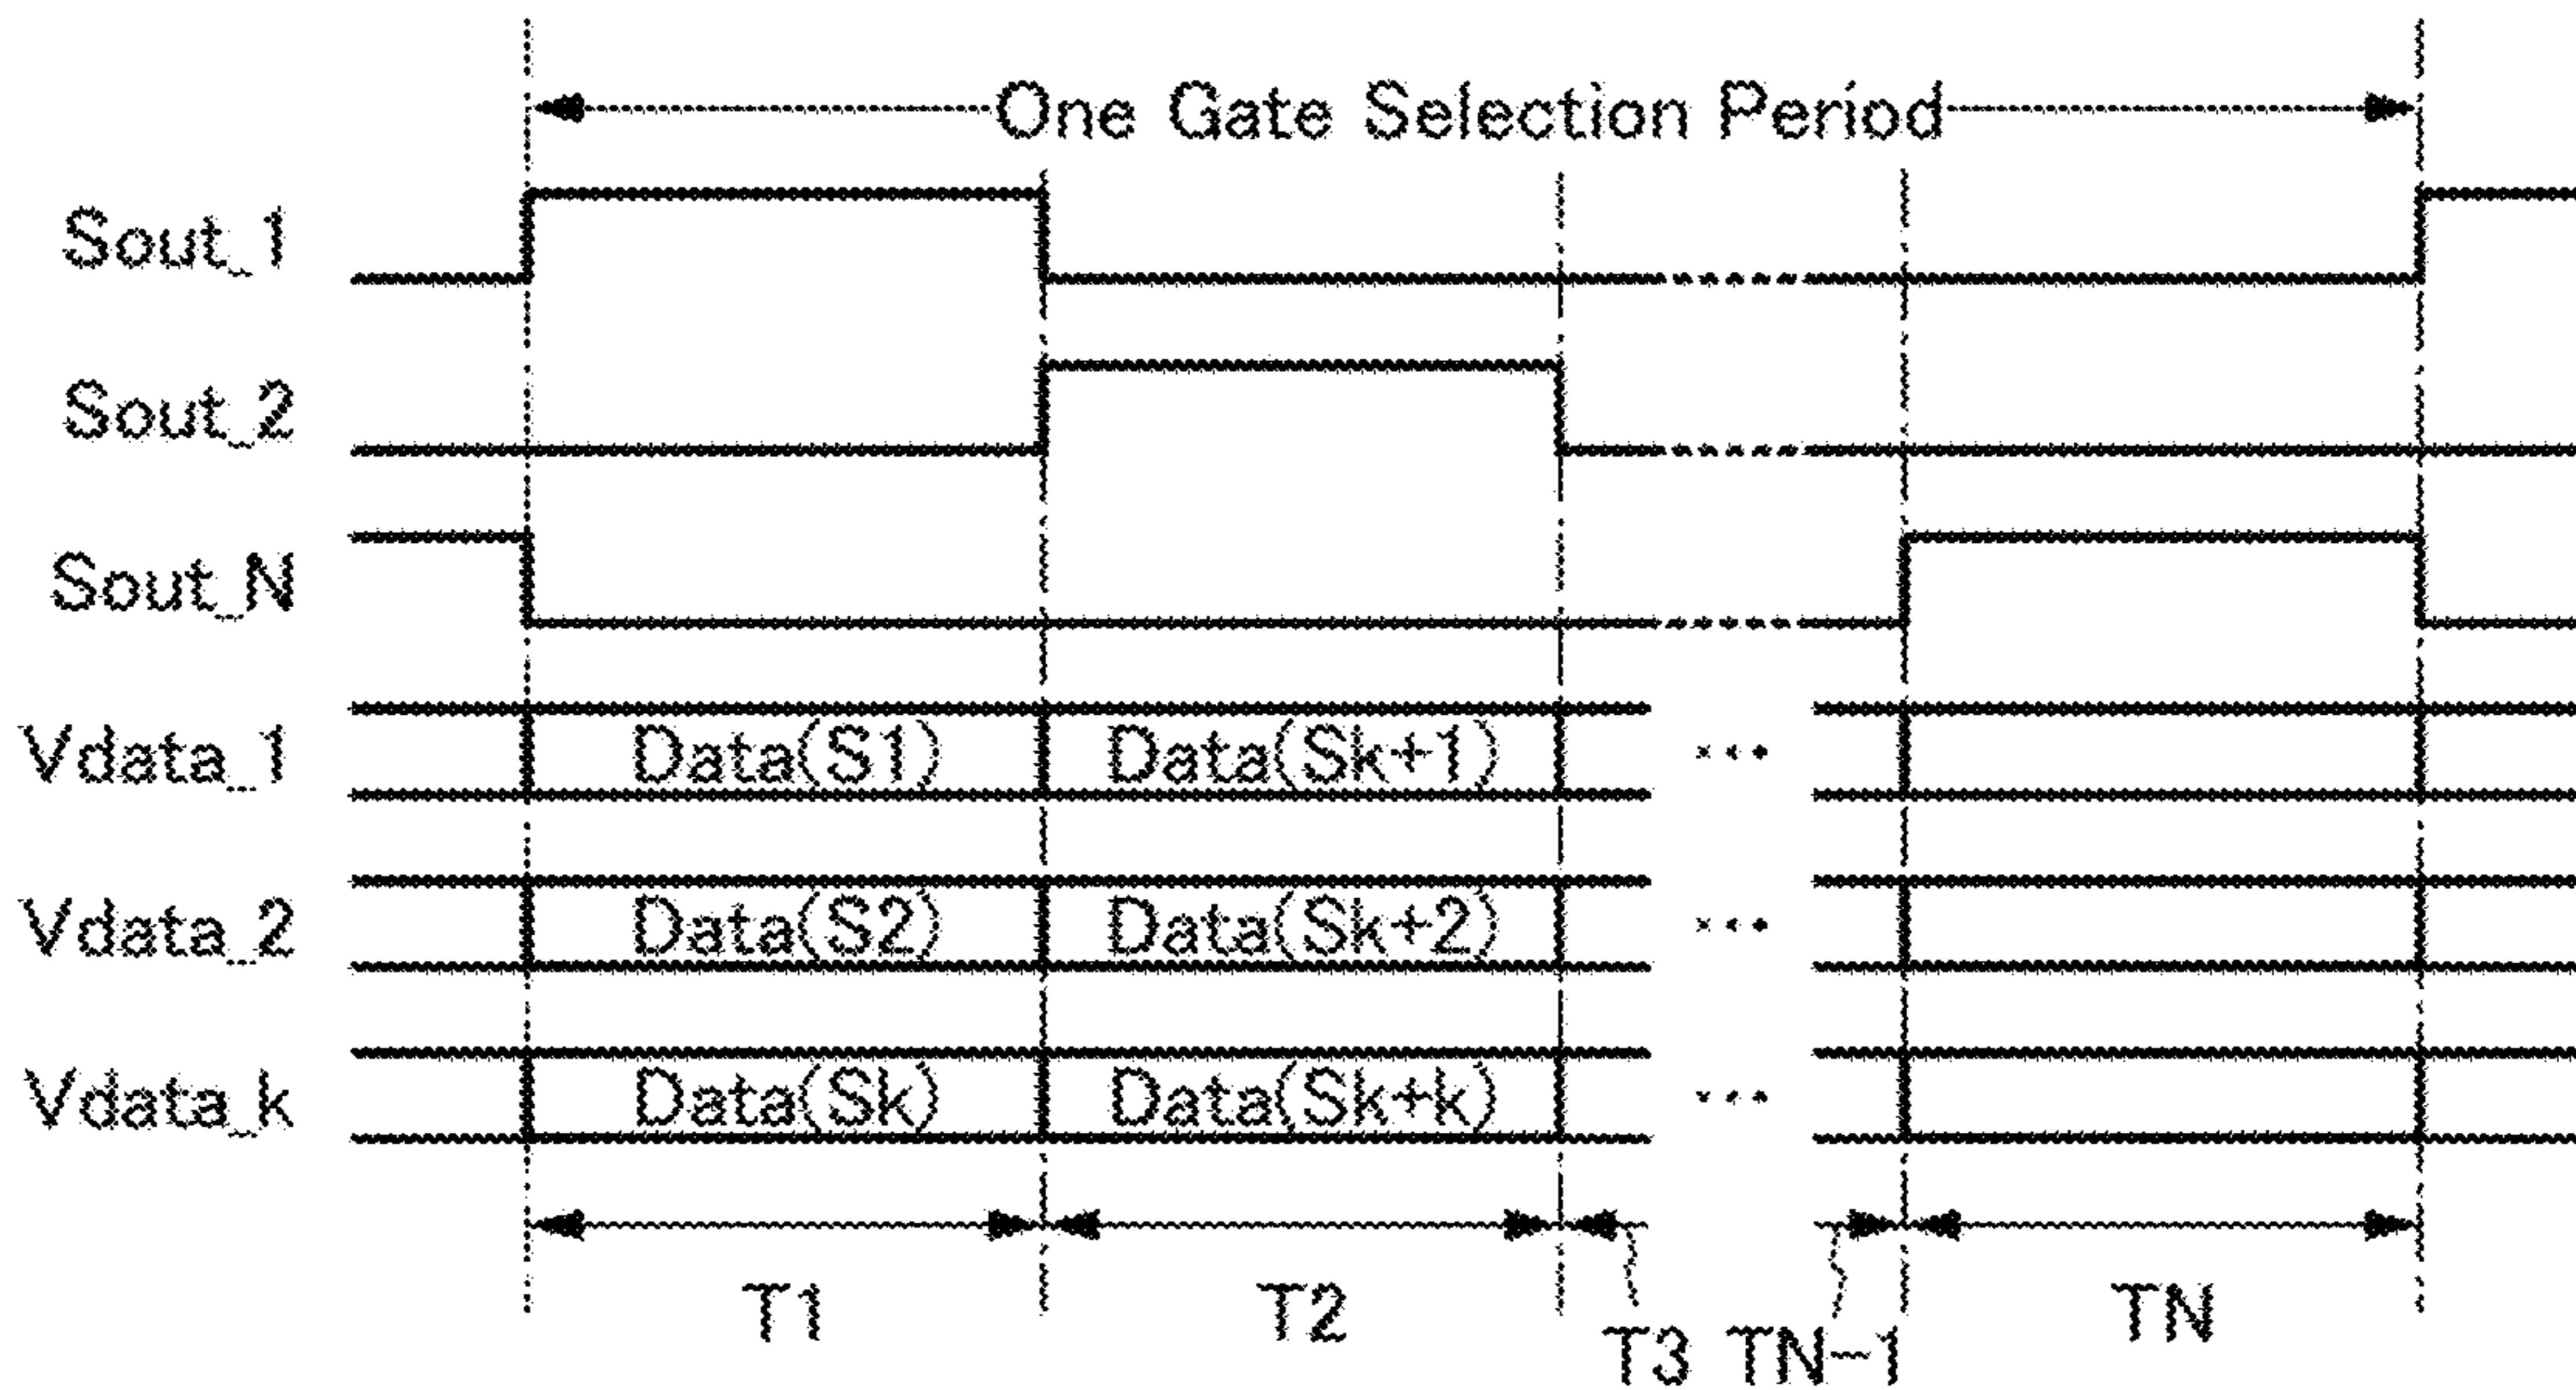 One Gate Selection Period
Sout_1
Sout_2
Sout_N
Vdata_1 Data(S1) Data(Sk+1) ...
Vdata_2 Data(S2) Data(Sk+2) ...
Vdata_k Data(Sk) Data(Sk+k) ...
T1 T2 TN
T3 TN-1